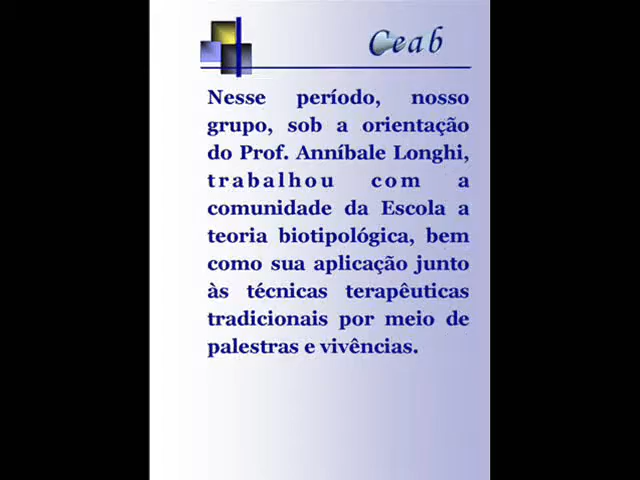 Ceab
Nesse período, nosso
grupo, sob a orientação
do Prof. Anníbale Longhi,
trabalhou com a
comunidade da Escola a
teoria biotipológica, bem
como sua aplicação junto
às técnicas terapêuticas
tradicionais por meio de
palestras e vivências.